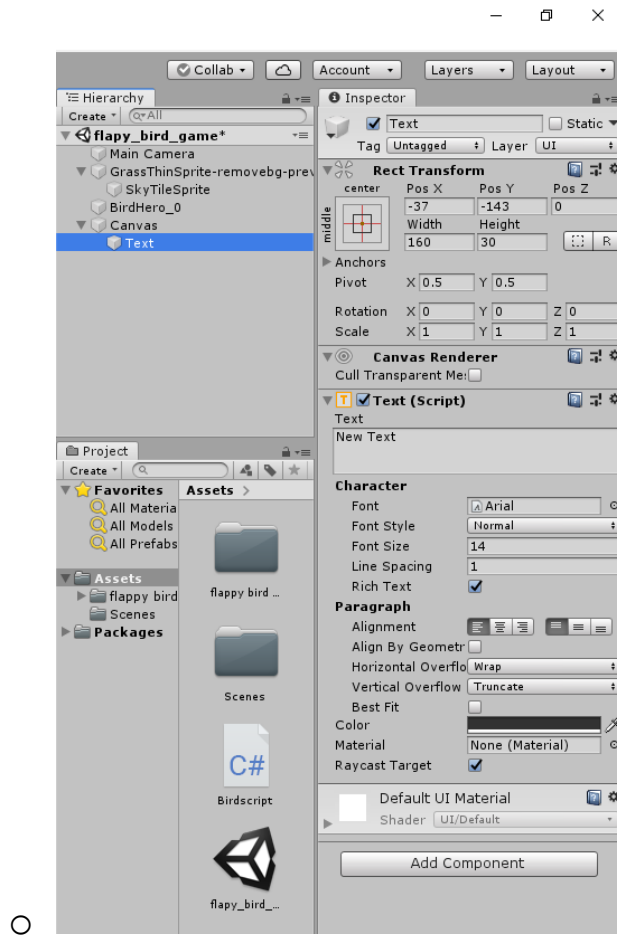 Collab Account Layers Layout
Hierarchy
Create All
flapy_bird_game*
Main Camera
GrassThinSprite-removebg-prev
SkyTileSprite
BirdHero_0
Canvas
Text
Project
Create
Favorites
All Materia
All Models
All Prefabs
Assets
flappy bird
Scenes
Packages
Assets >
flappy bird ...
Scenes
C#
Birdscript
flapy_bird_...
Inspector
Text Static
Tag Untagged Layer UI
Rect Transform
center Pos X Pos Y Pos Z
middle -37 -143 0
Width Height
160 30 R
Anchors
Pivot X 0.5 Y 0.5
Rotation X 0 Y 0 Z 0
Scale X 1 Y 1 Z 1
Canvas Renderer
Cull Transparent Me:
T Text (Script)
Text
New Text
Character
Font Arial
Font Style Normal
Font Size 14
Line Spacing 1
Rich Text
Paragraph
Alignment
Align By Geometr
Horizontal Overflo Wrap
Vertical Overflow Truncate
Best Fit
Color
Material None (Material)
Raycast Target
Default UI Material
Shader UI/Default
Add Component